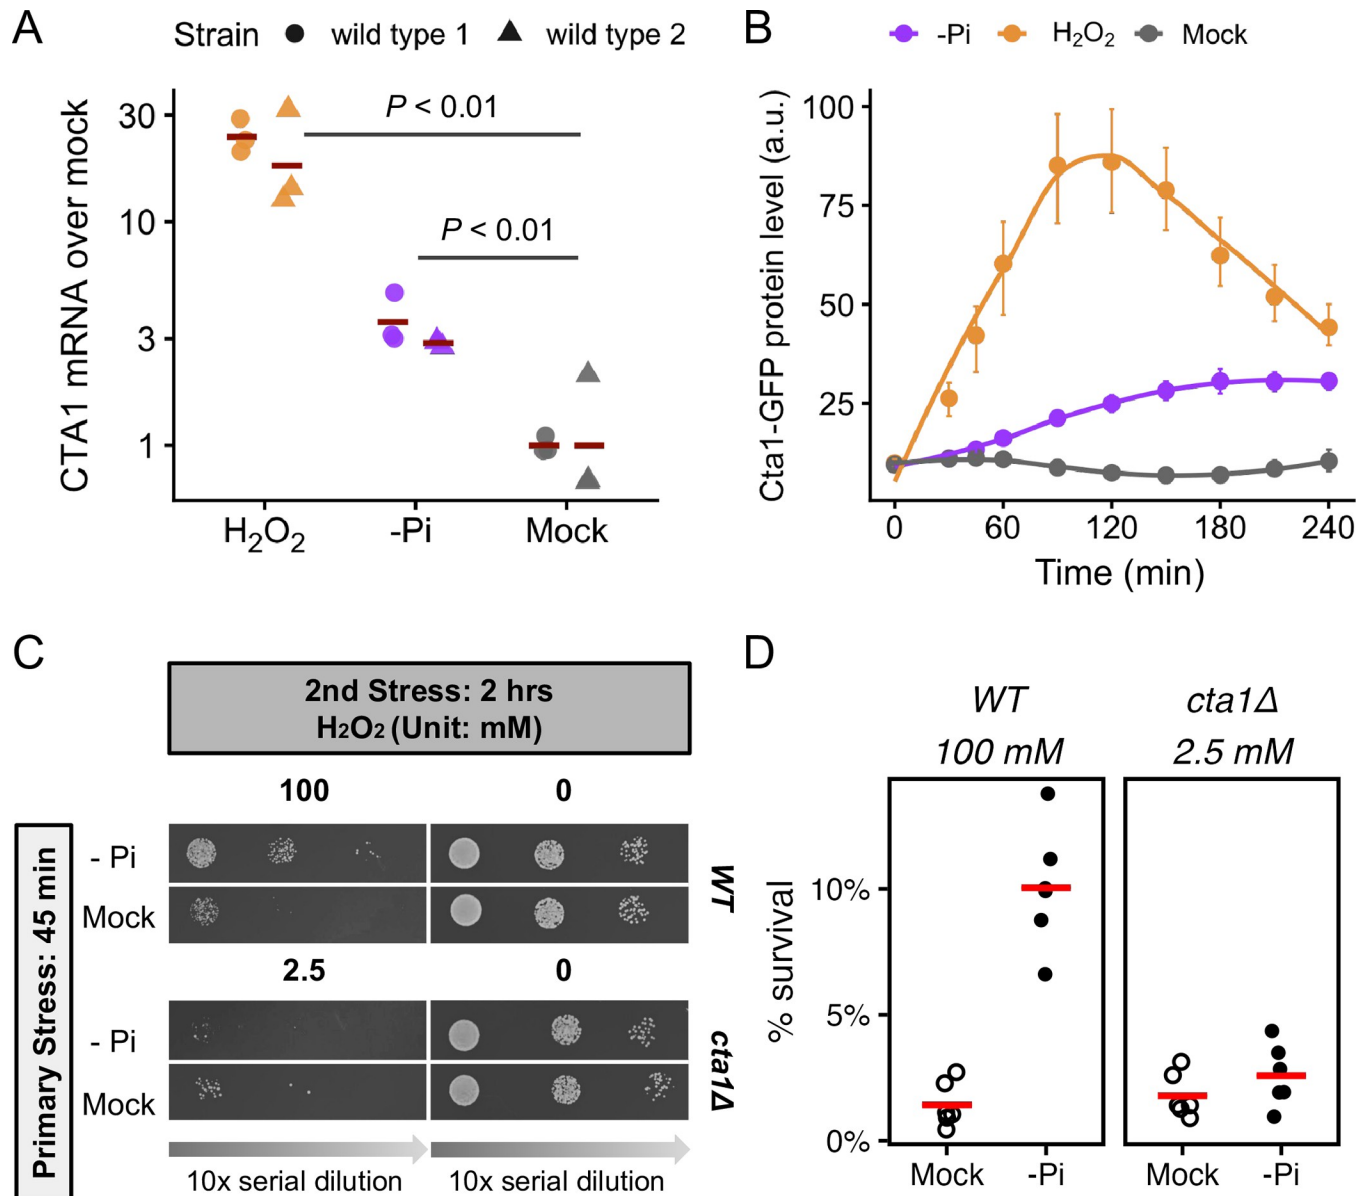 A
Strain wild type 1 wild type 2
CTA1 mRNA over mock
30
10
3
1
P < 0.01
P < 0.01
H₂O₂ -Pi Mock
B
-Pi H₂O₂ Mock
Cta1-GFP protein level (a.u.)
100
75
50
25
0 60 120 180 240
Time (min)
C
2nd Stress: 2 hrs
H₂O₂ (Unit: mM)
100 0
Primary Stress: 45 min
- Pi
Mock
WT
2.5 0
- Pi
Mock
cta1Δ
10x serial dilution 10x serial dilution
D
WT cta1Δ
100 mM 2.5 mM
% survival
10%
5%
0%
Mock -Pi Mock -Pi